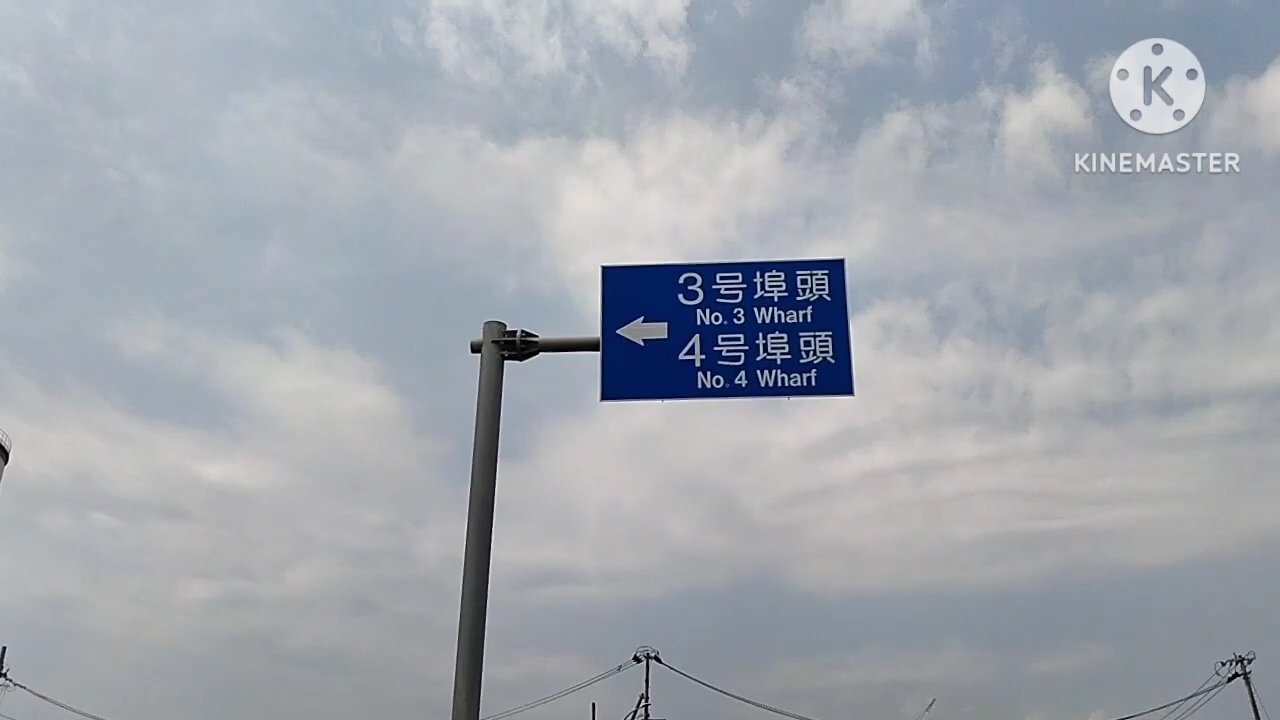 K
KINEMASTER
3号埠頭
No. 3 Wharf
4号埠頭
No. 4 Wharf